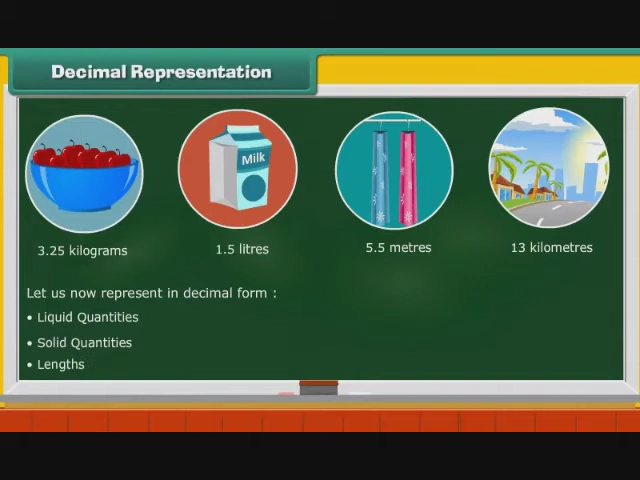 Decimal Representation
Milk
3.25 kilograms
1.5 litres
5.5 metres
13 kilometres
Let us now represent in decimal form :
• Liquid Quantities
• Solid Quantities
• Lengths